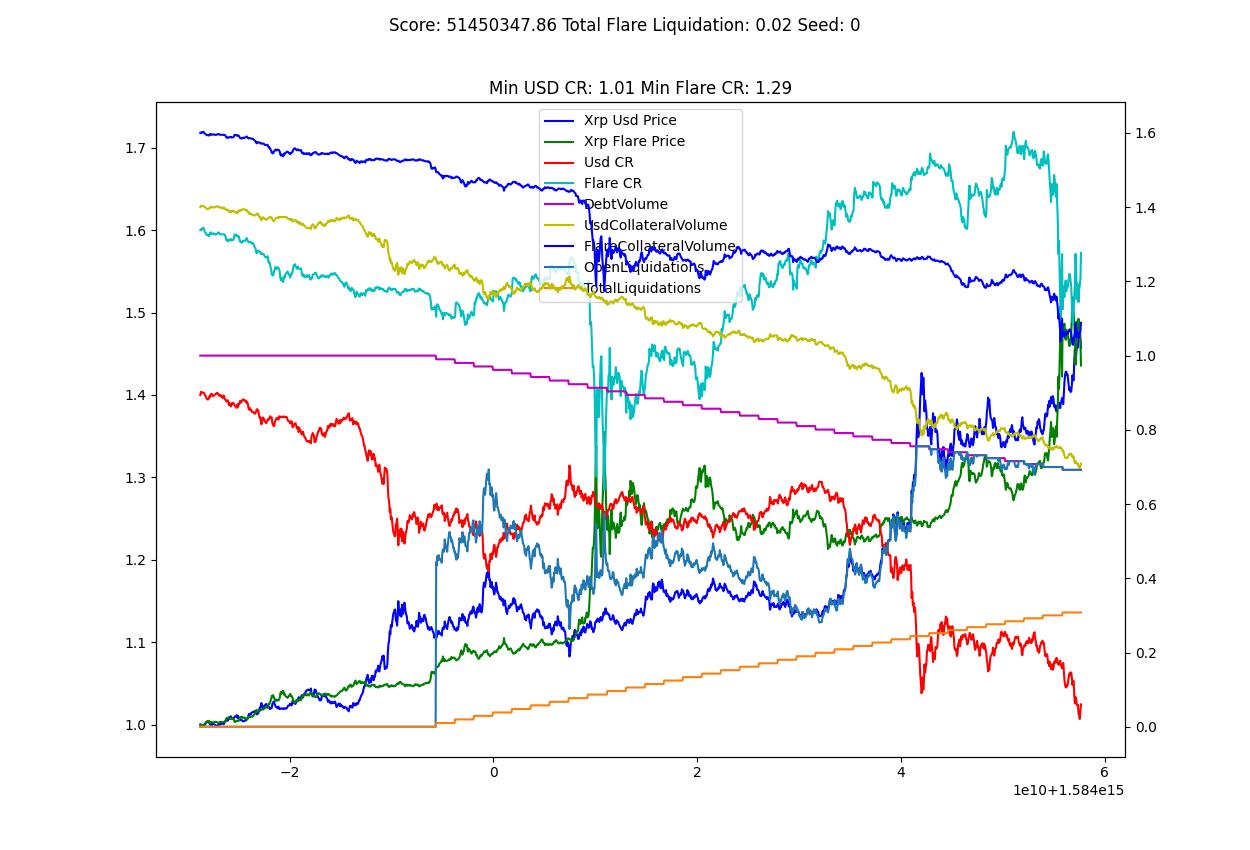 Score: 51450347.86 Total Flare Liquidation: 0.02 Seed: 0
Min USD CR: 1.01 Min Flare CR: 1.29
Xrp Usd Price
Xrp Flare Price
Usd CR
Flare CR
DebtVolume
UsdCollateralVolume
FlareCollateralVolume
OpenLiquidations
TotalLiquidations
1.7
1.6
1.5
1.4
1.3
1.2
1.1
1.0
1.6
1.4
1.2
1.0
0.8
0.6
0.4
0.2
0.0
−2
0
2
4
6
1e10+1.584e15